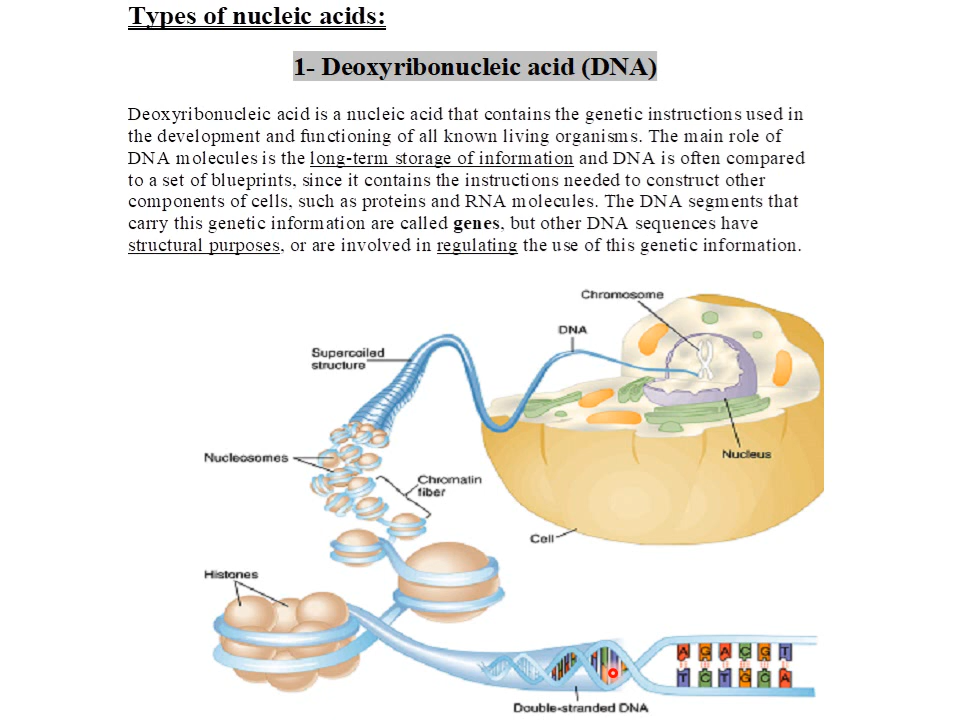 Types of nucleic acids:
1- Deoxyribonucleic acid (DNA)
Deoxyribonucleic acid is a nucleic acid that contains the genetic instructions used in
the development and functioning of all known living organisms. The main role of
DNA molecules is the long-term storage of information and DNA is often compared
to a set of blueprints, since it contains the instructions needed to construct other
components of cells, such as proteins and RNA molecules. The DNA segments that
carry this genetic information are called genes, but other DNA sequences have
structural purposes, or are involved in regulating the use of this genetic information.
Chromosome
DNA
Supercoiled
structure
Nucleosomes
Nucleus
Chromatin
fiber
Cell
Histones
A G A C G T
T C T G C A
Double-stranded DNA